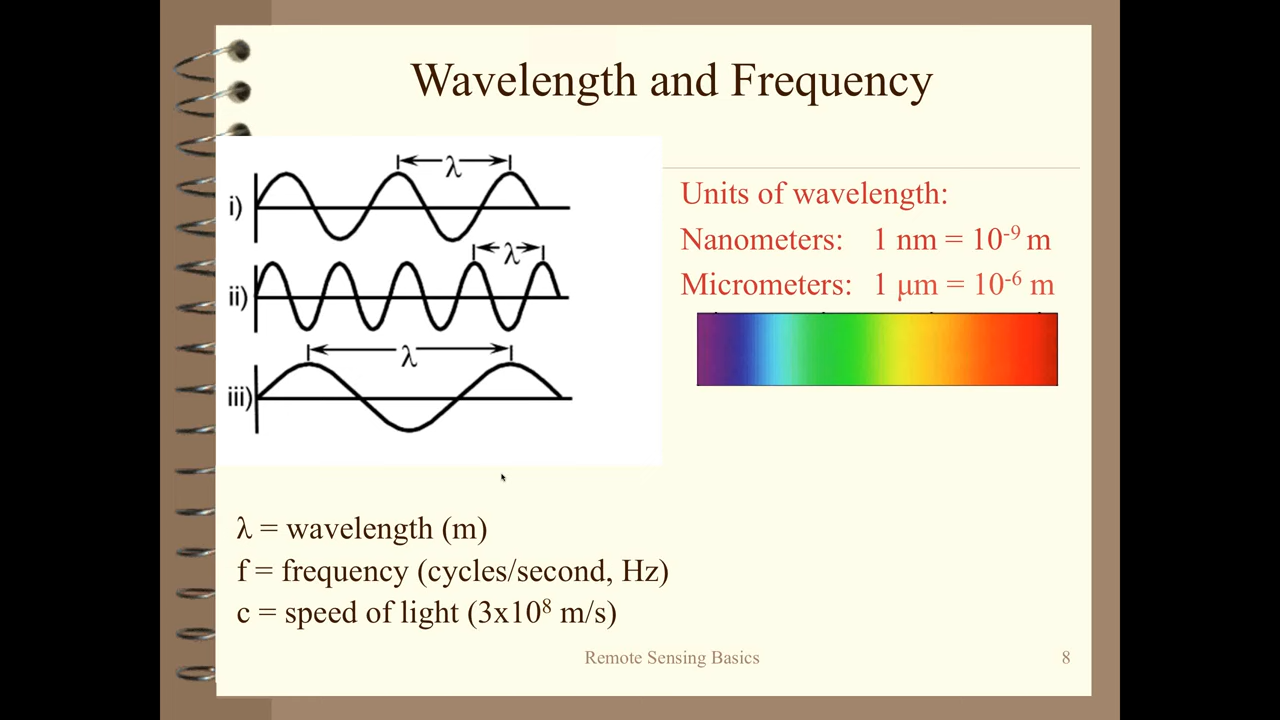 Wavelength and Frequency
λ
i)
λ
ii)
λ
iii)
Units of wavelength:
Nanometers: 1 nm = 10⁻⁹ m
Micrometers: 1 μm = 10⁻⁶ m
λ = wavelength (m)
f = frequency (cycles/second, Hz)
c = speed of light (3x10⁸ m/s)
Remote Sensing Basics 8